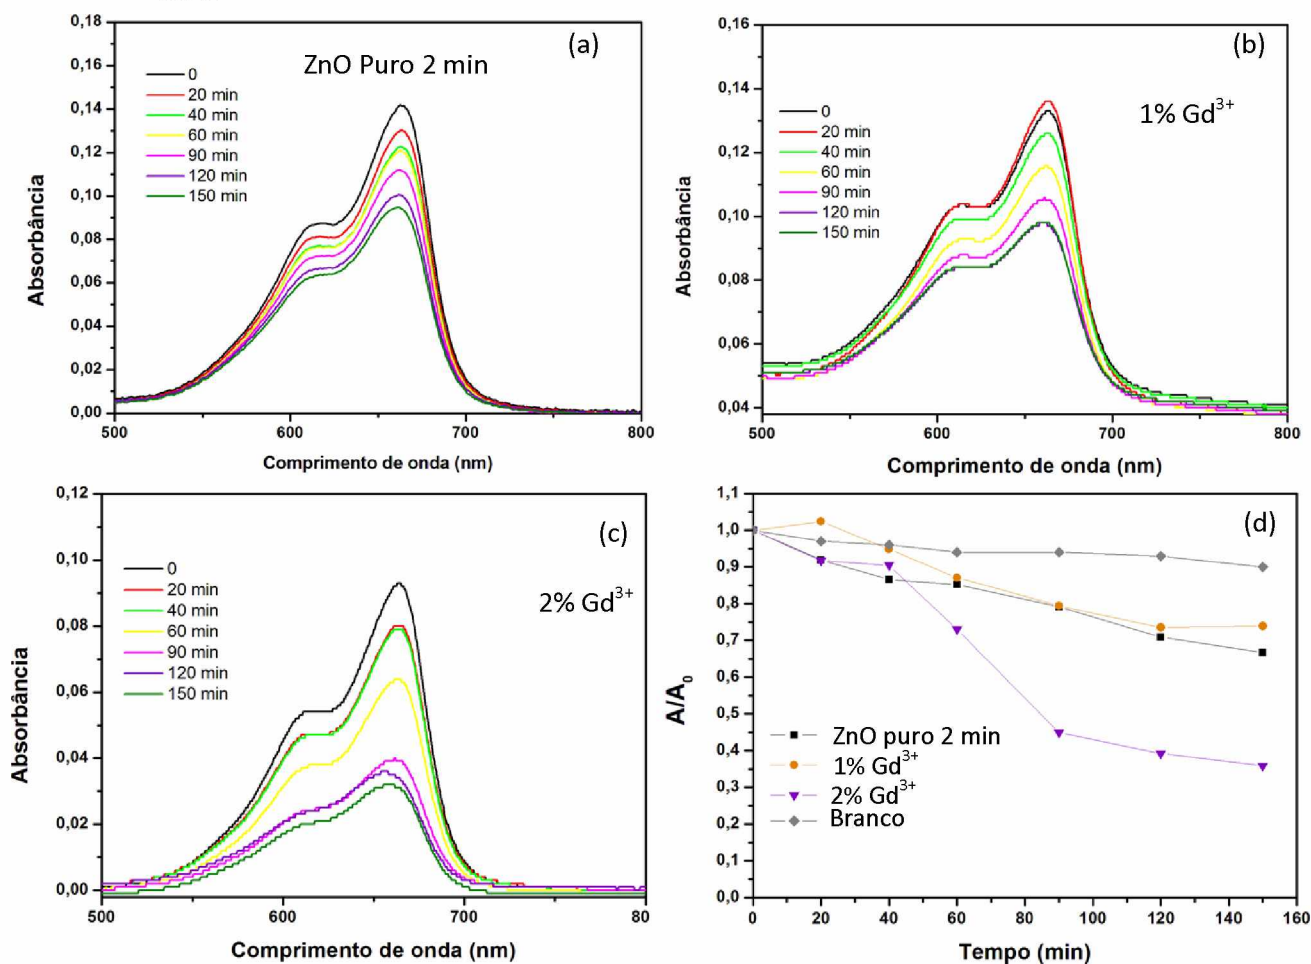 (a)
ZnO Puro 2 min
0
20 min
40 min
60 min
90 min
120 min
150 min
Absorbância
0,18
0,16
0,14
0,12
0,10
0,08
0,06
0,04
0,02
0,00
500
600
700
800
Comprimento de onda (nm)
(b)
1% Gd³⁺
0
20 min
40 min
60 min
90 min
120 min
150 min
Absorbância
0,16
0,14
0,12
0,10
0,08
0,06
0,04
500
600
700
800
Comprimento de onda (nm)
(c)
2% Gd³⁺
0
20 min
40 min
60 min
90 min
120 min
150 min
Absorbância
0,12
0,10
0,08
0,06
0,04
0,02
0,00
500
600
700
80
Comprimento de onda (nm)
(d)
A/A₀
1,1
1,0
0,9
0,8
0,7
0,6
0,5
0,4
0,3
0,2
0,1
0,0
ZnO puro 2 min
1% Gd³⁺
2% Gd³⁺
Branco
0
20
40
60
80
100
120
140
160
Tempo (min)